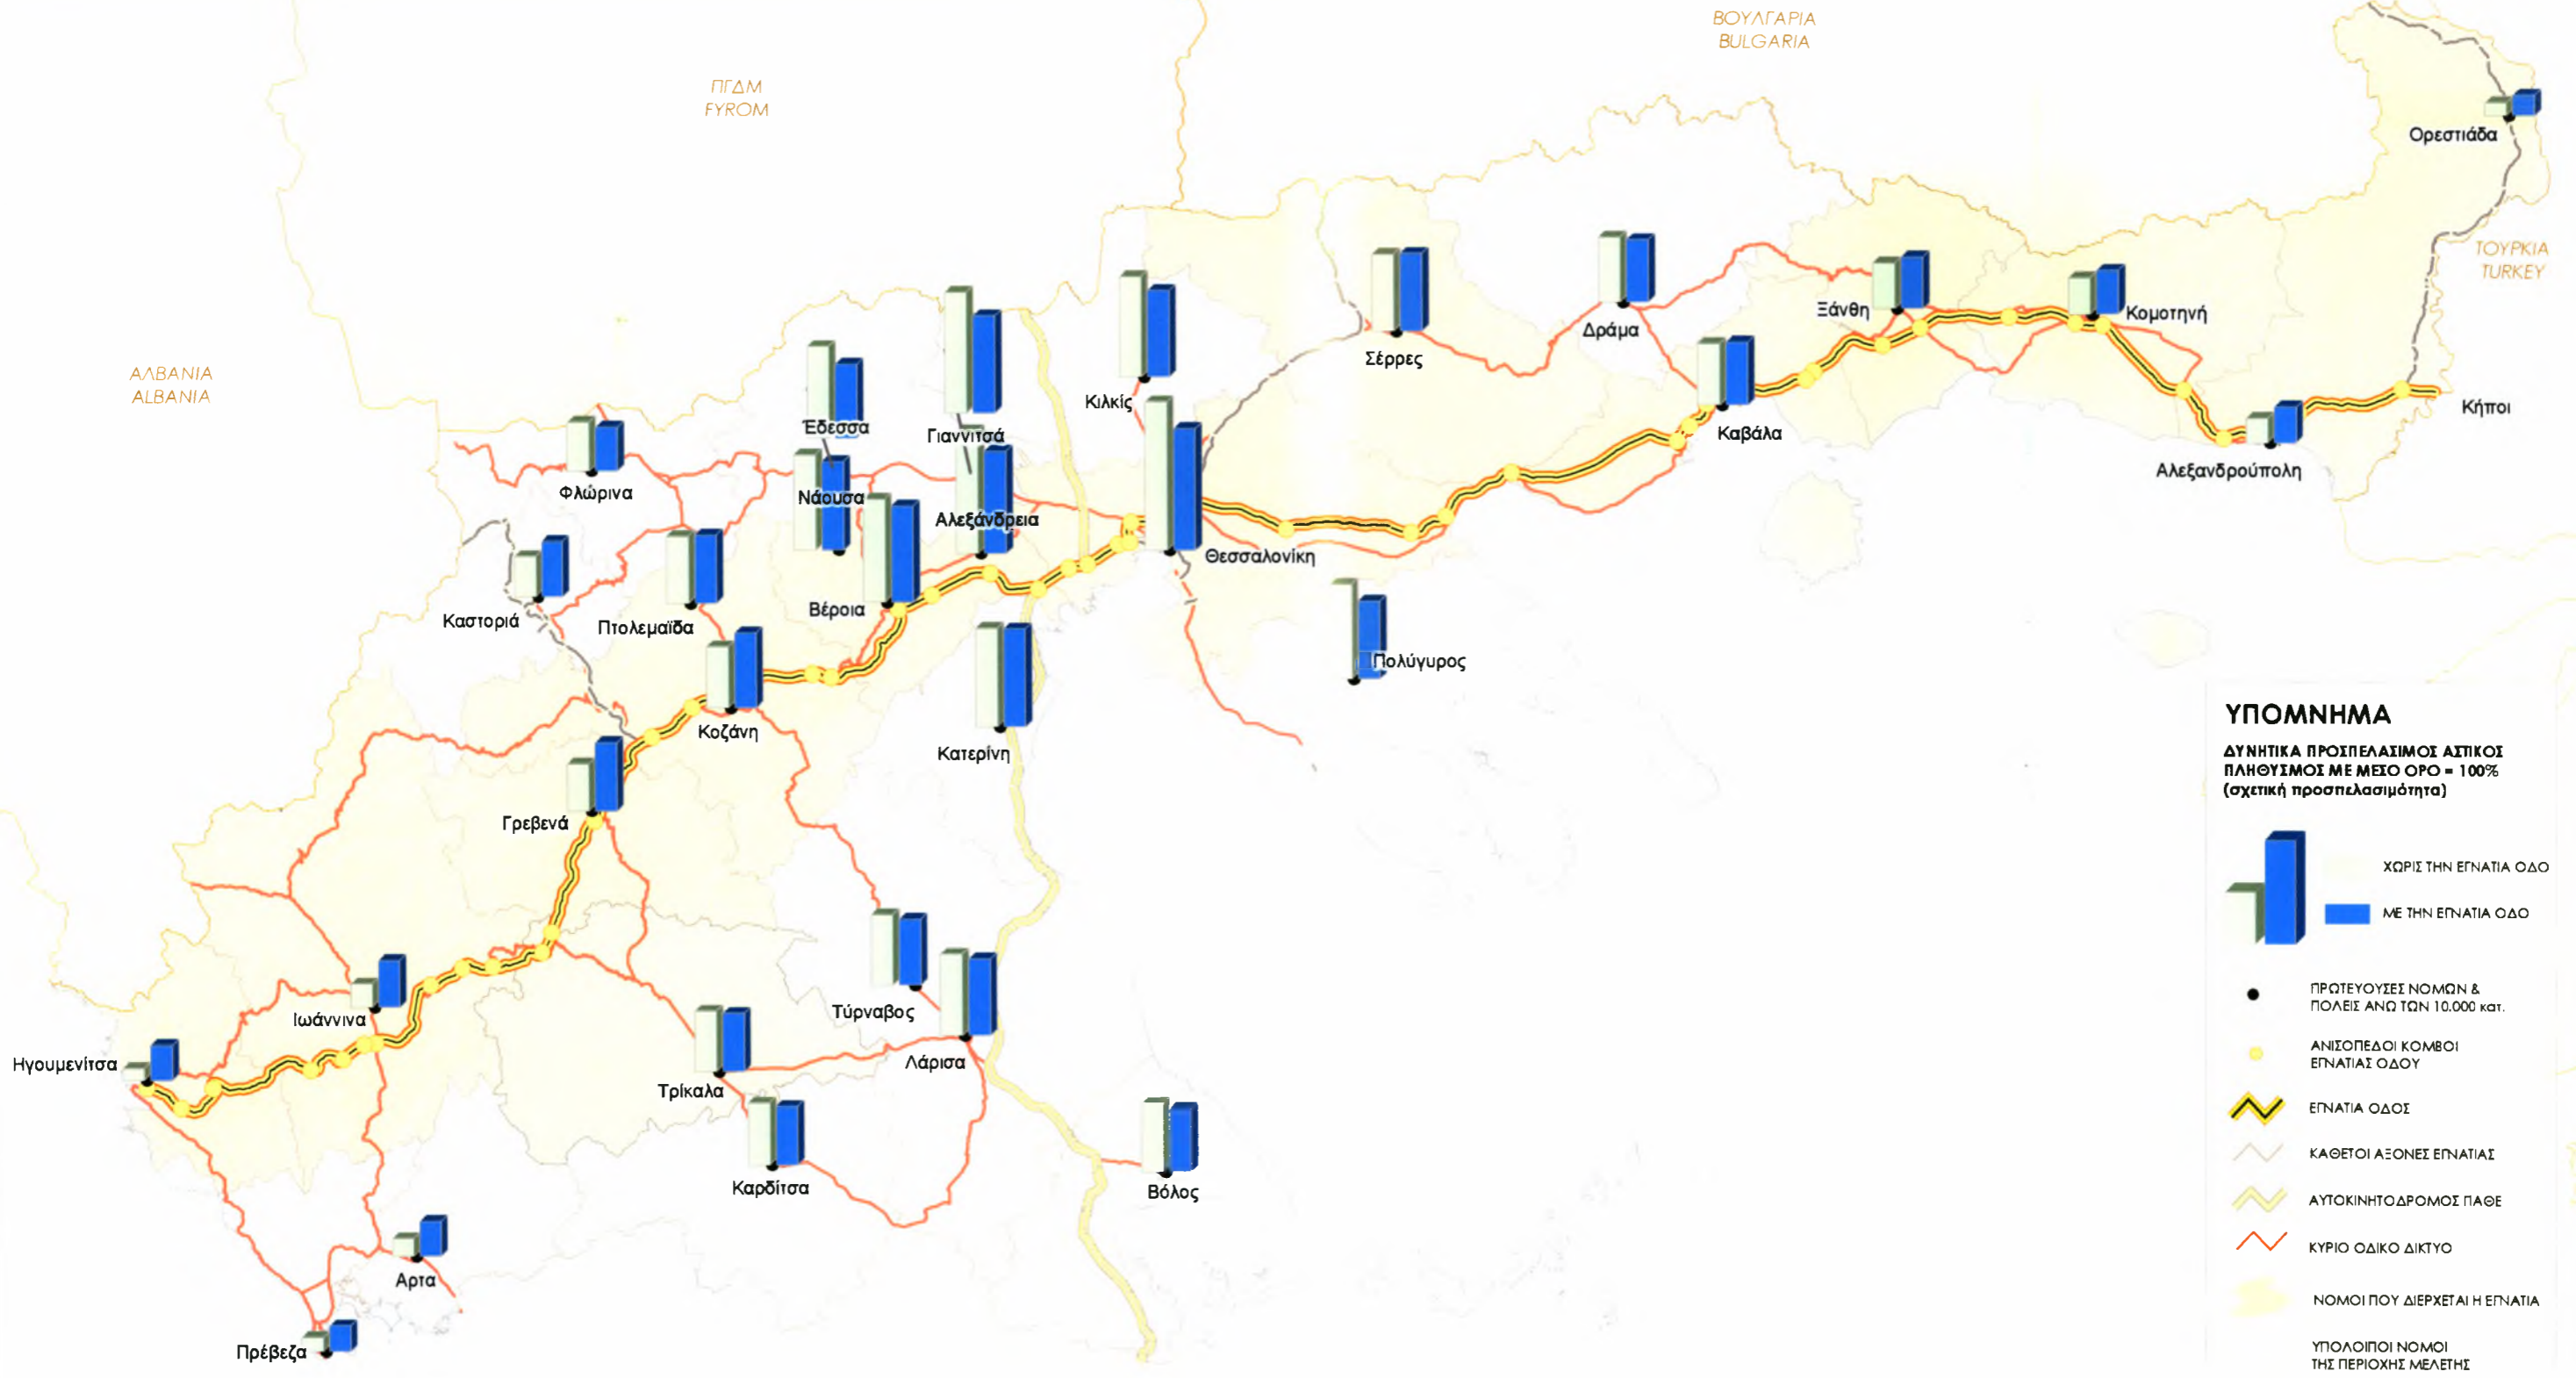 ΒΟΥΛΓΑΡΙΑ
BULGARIA
ΠΓΔΜ
FYROM
Ορεστιάδα
ΤΟΥΡΚΙΑ
TURKEY
ΑΛΒΑΝΙΑ
ALBANIA
Ξάνθη
Κομοτηνή
Δράμα
Σέρρες
Κιλκίς
Έδεσσα
Γιαννιτσά
Κήποι
Καβάλα
Αλεξανδρούπολη
Φλώρινα
Νάουσα
Αλεξάνδρεια
Θεσσαλονίκη
Καστοριά
Πτολεμαΐδα
Βέροια
Πολύγυρος
Κοζάνη
Κατερίνη
Γρεβενά
Τύρναβος
Ιωάννινα
Ηγουμενίτσα
Λάρισα
Τρίκαλα
Καρδίτσα
Βόλος
Αρτα
Πρέβεζα
ΥΠΟΜΝΗΜΑ
ΔΥΝΗΤΙΚΑ ΠΡΟΣΠΕΛΑΣΙΜΟΣ ΑΣΤΙΚΟΣ
ΠΛΗΘΥΣΜΟΣ ΜΕ ΜΕΣΟ ΟΡΟ = 100%
(σχετική προσπελασιμότητα)
ΧΩΡΙΣ ΤΗΝ ΕΓΝΑΤΙΑ ΟΔΟ
ΜΕ ΤΗΝ ΕΓΝΑΤΙΑ ΟΔΟ
ΠΡΩΤΕΥΟΥΣΕΣ ΝΟΜΩΝ &
ΠΟΛΕΙΣ ΑΝΩ ΤΩΝ 10.000 κατ.
ΑΝΙΣΟΠΕΔΟΙ ΚΟΜΒΟΙ
ΕΓΝΑΤΙΑΣ ΟΔΟΥ
ΕΓΝΑΤΙΑ ΟΔΟΣ
ΚΑΘΕΤΟΙ ΑΞΟΝΕΣ ΕΓΝΑΤΙΑΣ
ΑΥΤΟΚΙΝΗΤΟΔΡΟΜΟΣ ΠΑΘΕ
ΚΥΡΙΟ ΟΔΙΚΟ ΔΙΚΤΥΟ
ΝΟΜΟΙ ΠΟΥ ΔΙΕΡΧΕΤΑΙ Η ΕΓΝΑΤΙΑ
ΥΠΟΛΟΙΠΟΙ ΝΟΜΟΙ
ΤΗΣ ΠΕΡΙΟΧΗΣ ΜΕΛΕΤΗΣ